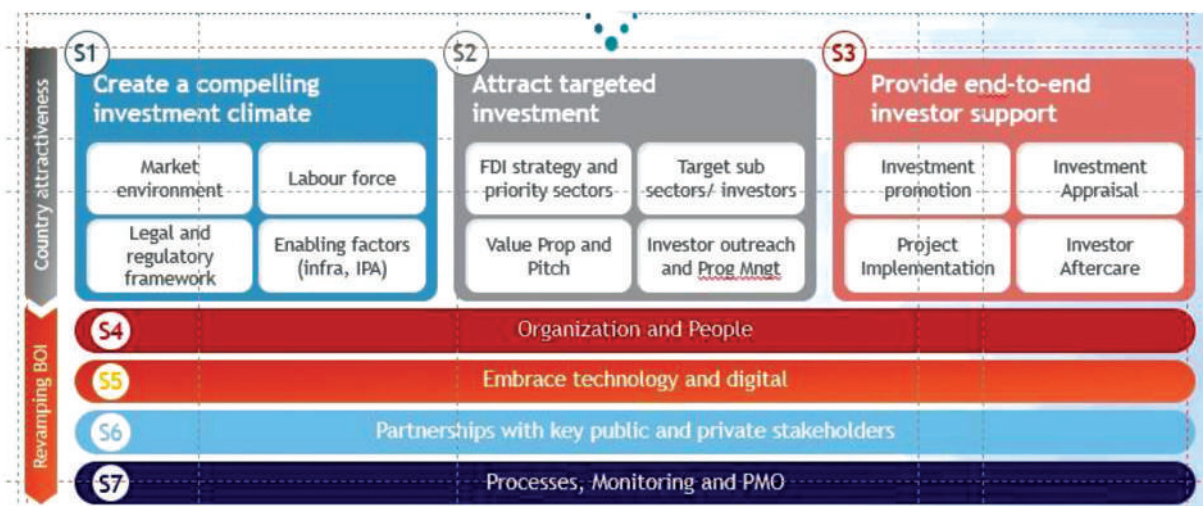 Country attractiveness
S1
Create a compelling
investment climate
Market
environment
Labour force
Legal and
regulatory
framework
Enabling factors
(infra, IPA)
S2
Attract targeted
investment
FDI strategy and
priority sectors
Target sub
sectors/ investors
Value Prop and
Pitch
Investor outreach
and Prog Mngt
S3
Provide end-to-end
investor support
Investment
promotion
Investment
Appraisal
Project
Implementation
Investor
Aftercare
Revamping BOI
S4
Organization and People
S5
Embrace technology and digital
S6
Partnerships with key public and private stakeholders
S7
Processes, Monitoring and PMO